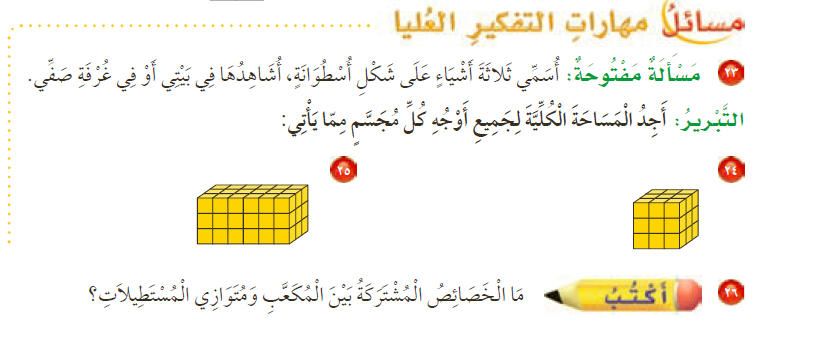 مسائل مهارات التفكير العُليا
٢٣ مَسْأَلَةٌ مَفْتُوحَةٌ: أُسَمِّي ثَلَاثَةَ أَشْيَاءَ عَلَى شَكْلِ أُسْطُوَانَةٍ، أُشَاهِدُهَا فِي بَيْتِي أَوْ فِي غُرْفَةِ صَفِّي.
التَّبْرِيرُ: أَجِدُ الْمَسَاحَةَ الْكُلِّيَّةَ لِجَمِيعِ أَوْجُهِ كُلِّ مُجَسَّمٍ مِمّا يَأْتِي:
٢٤ ٢٥
٢٦ أَكْتُبُ مَا الْخَصَائِصُ الْمُشْتَرَكَةُ بَيْنَ الْمُكَعَّبِ وَمُتَوَازِي الْمُسْتَطِيلَاتِ؟